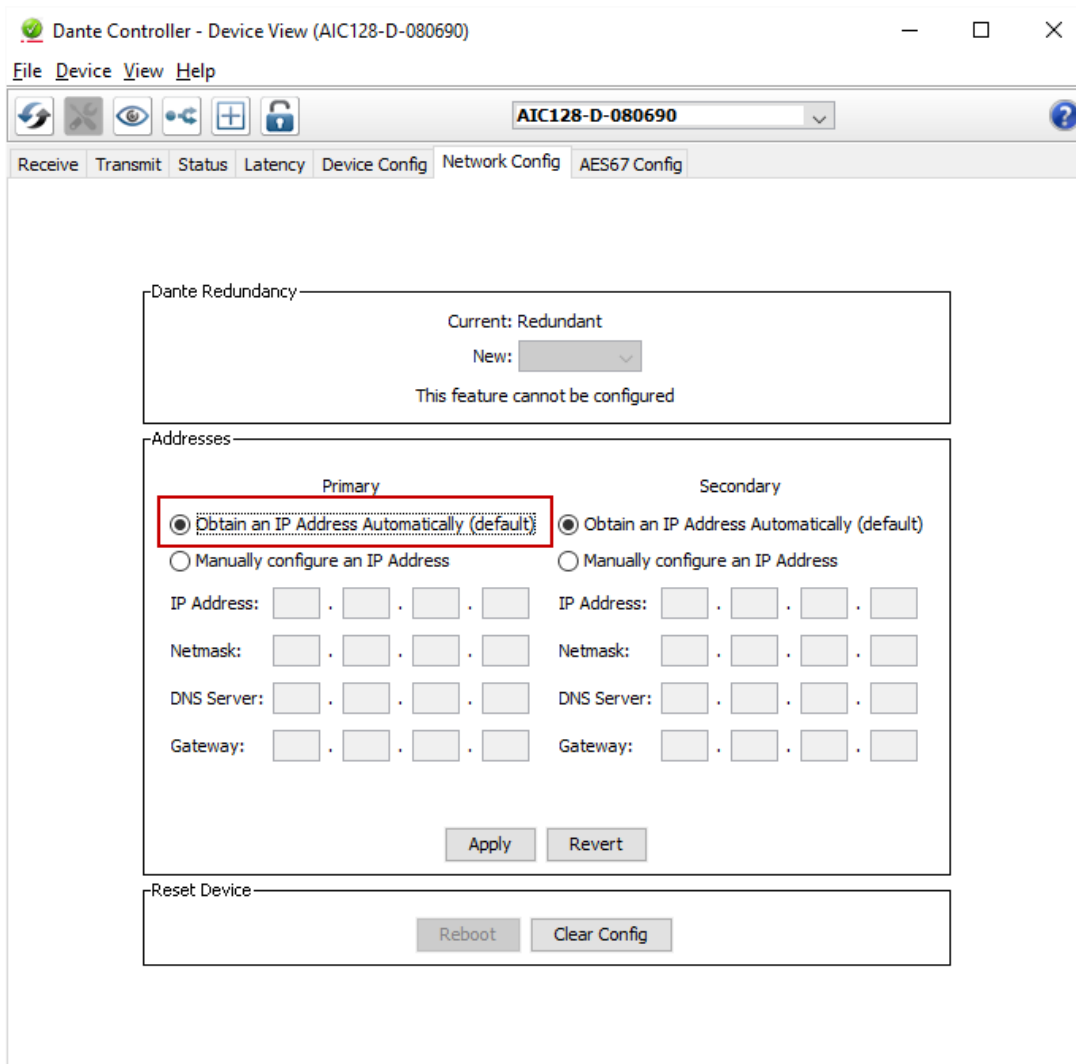 Dante Controller - Device View (AIC128-D-080690)
File Device View Help
AIC128-D-080690
Receive Transmit Status Latency Device Config Network Config AES67 Config
Dante Redundancy
Current: Redundant
New:
This feature cannot be configured
Addresses
Primary Secondary
Obtain an IP Address Automatically (default) Obtain an IP Address Automatically (default)
Manually configure an IP Address Manually configure an IP Address
IP Address: . . . IP Address: . . .
Netmask: . . . Netmask: . . .
DNS Server: . . . DNS Server: . . .
Gateway: . . . Gateway: . . .
Apply Revert
Reset Device
Reboot Clear Config